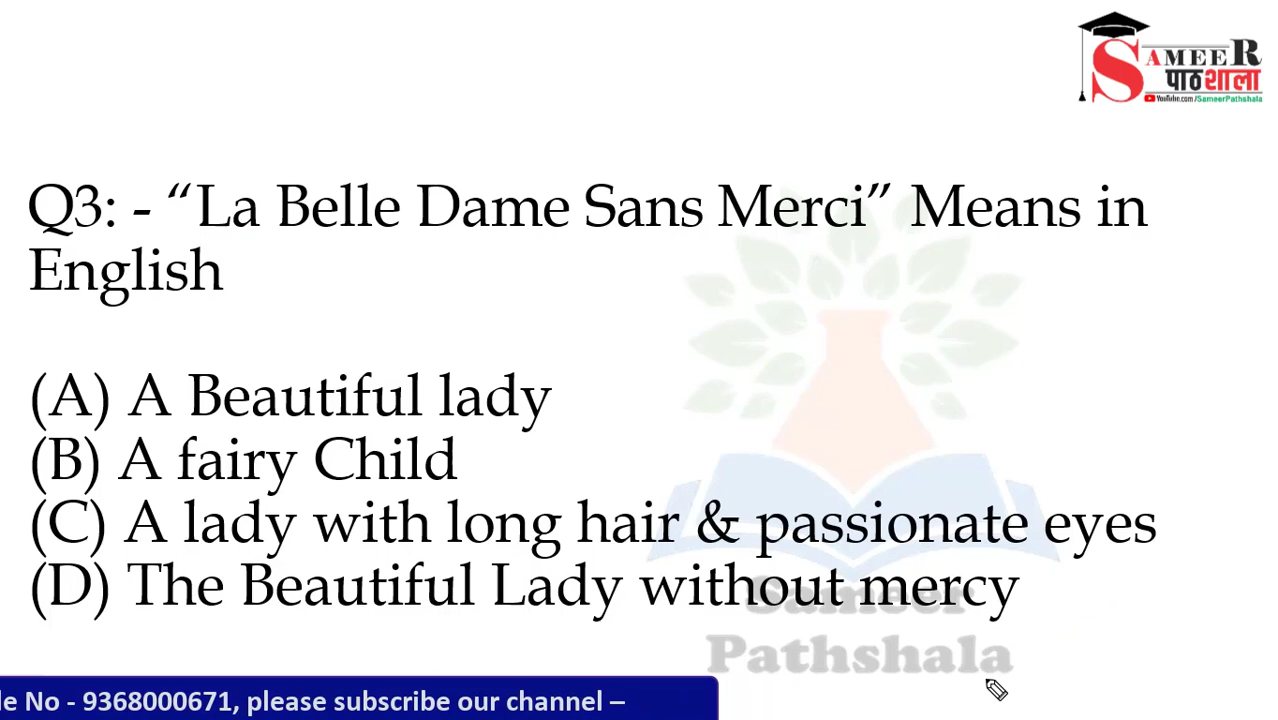 SAMEER
पाठशाला
YouTube.com/SameerPathshala
Q3: - “La Belle Dame Sans Merci” Means in
English
(A) A Beautiful lady
(B) A fairy Child
(C) A lady with long hair & passionate eyes
(D) The Beautiful Lady without mercy
Sameer
Pathshala
le No - 9368000671, please subscribe our channel –